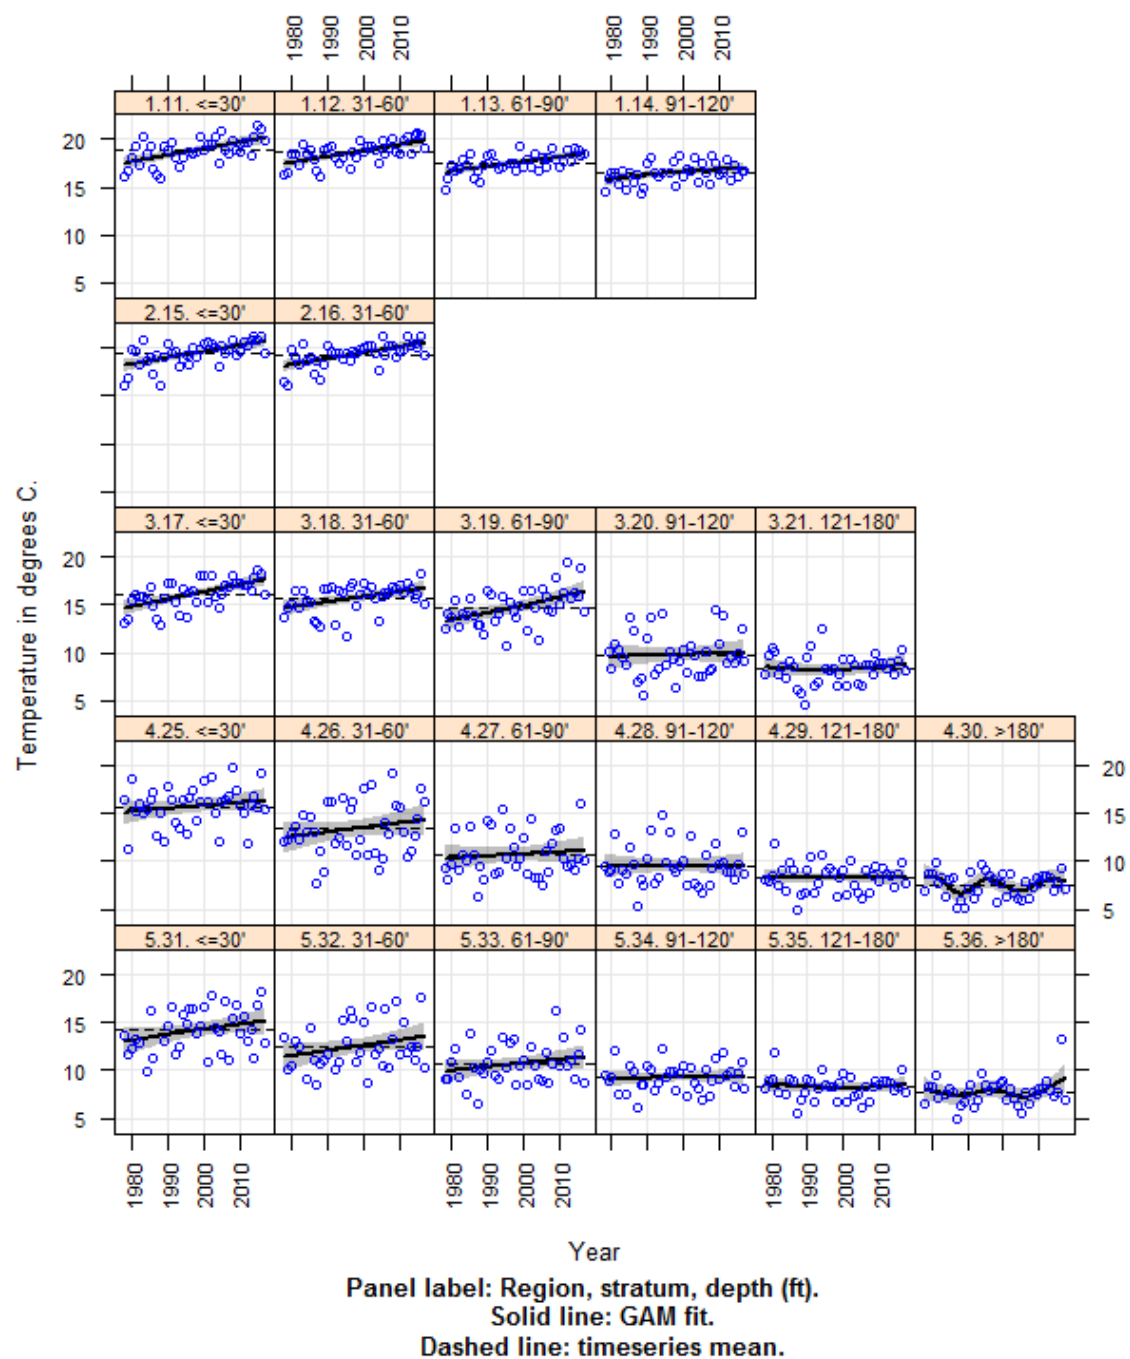 1980 1990 2000 2010 1980 1990 2000 2010
1.11. <=30' 1.12. 31-60' 1.13. 61-90' 1.14. 91-120'
20
15
10
5
2.15. <=30' 2.16. 31-60'
3.17. <=30' 3.18. 31-60' 3.19. 61-90' 3.20. 91-120' 3.21. 121-180'
20
15
10
5
4.25. <=30' 4.26. 31-60' 4.27. 61-90' 4.28. 91-120' 4.29. 121-180' 4.30. >180'
20
15
10
5
5.31. <=30' 5.32. 31-60' 5.33. 61-90' 5.34. 91-120' 5.35. 121-180' 5.36. >180'
20
15
10
5
Temperature in degrees C.
1980 1990 2000 2010 1980 1990 2000 2010 1980 1990 2000 2010
Year
Panel label: Region, stratum, depth (ft).
Solid line: GAM fit.
Dashed line: timeseries mean.